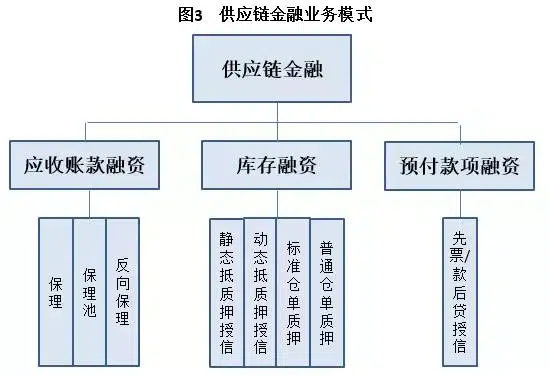 图3 供应链金融业务模式
供应链金融
应收账款融资
库存融资
预付款项融资
保理
保理池
反向保理
静态抵质押授信
动态抵质押授信
标准仓单质押
普通仓单质押
先票/款后贷授信